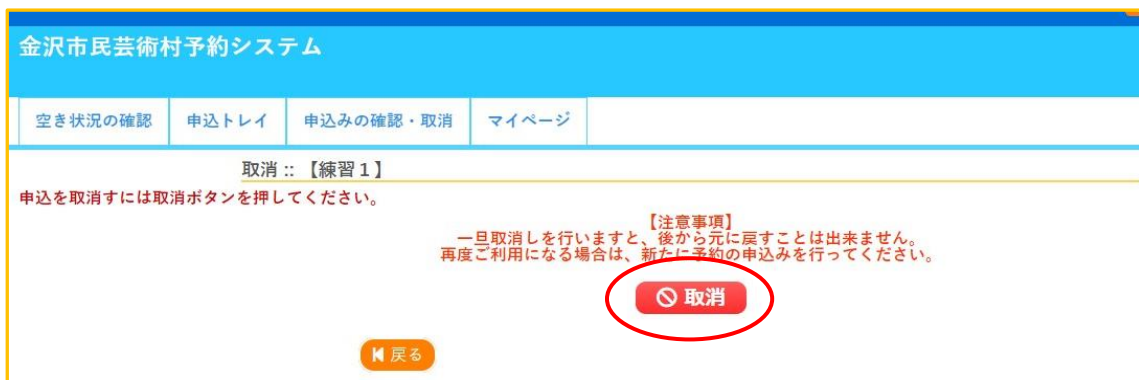 金沢市民芸術村予約システム
空き状況の確認 申込トレイ 申込みの確認・取消 マイページ
取消 :: 【練習１】
申込を取消すには取消ボタンを押してください。
【注意事項】
一旦取消しを行いますと、後から元に戻すことは出来ません。
再度ご利用になる場合は、新たに予約の申込みを行ってください。
取消
戻る